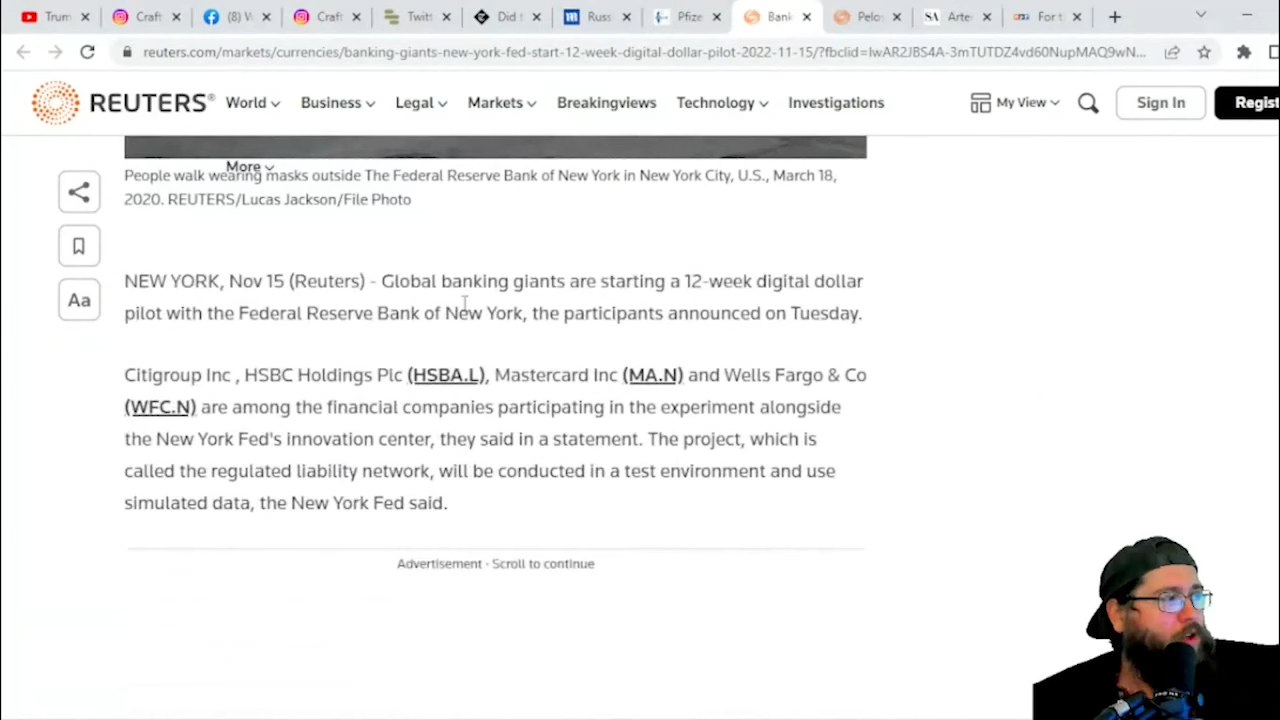 Trum
Craft
(8) V
Craft
Twitt
Did t
Russ
Pfize
Bank
Pelo
SA Arte
For t
reuters.com/markets/currencies/banking-giants-new-york-fed-start-12-week-digital-dollar-pilot-2022-11-15/?fbclid=IwAR2JBS4A-3mTUTDZ4vd60NupMAQ9wN...
REUTERS® World Business Legal Markets Breakingviews Technology Investigations My View Sign In Regist
More
People walk wearing masks outside The Federal Reserve Bank of New York in New York City, U.S., March 18,
2020. REUTERS/Lucas Jackson/File Photo
Aa
NEW YORK, Nov 15 (Reuters) - Global banking giants are starting a 12-week digital dollar
pilot with the Federal Reserve Bank of New York, the participants announced on Tuesday.
Citigroup Inc , HSBC Holdings Plc (HSBA.L), Mastercard Inc (MA.N) and Wells Fargo & Co
(WFC.N) are among the financial companies participating in the experiment alongside
the New York Fed's innovation center, they said in a statement. The project, which is
called the regulated liability network, will be conducted in a test environment and use
simulated data, the New York Fed said.
Advertisement · Scroll to continue